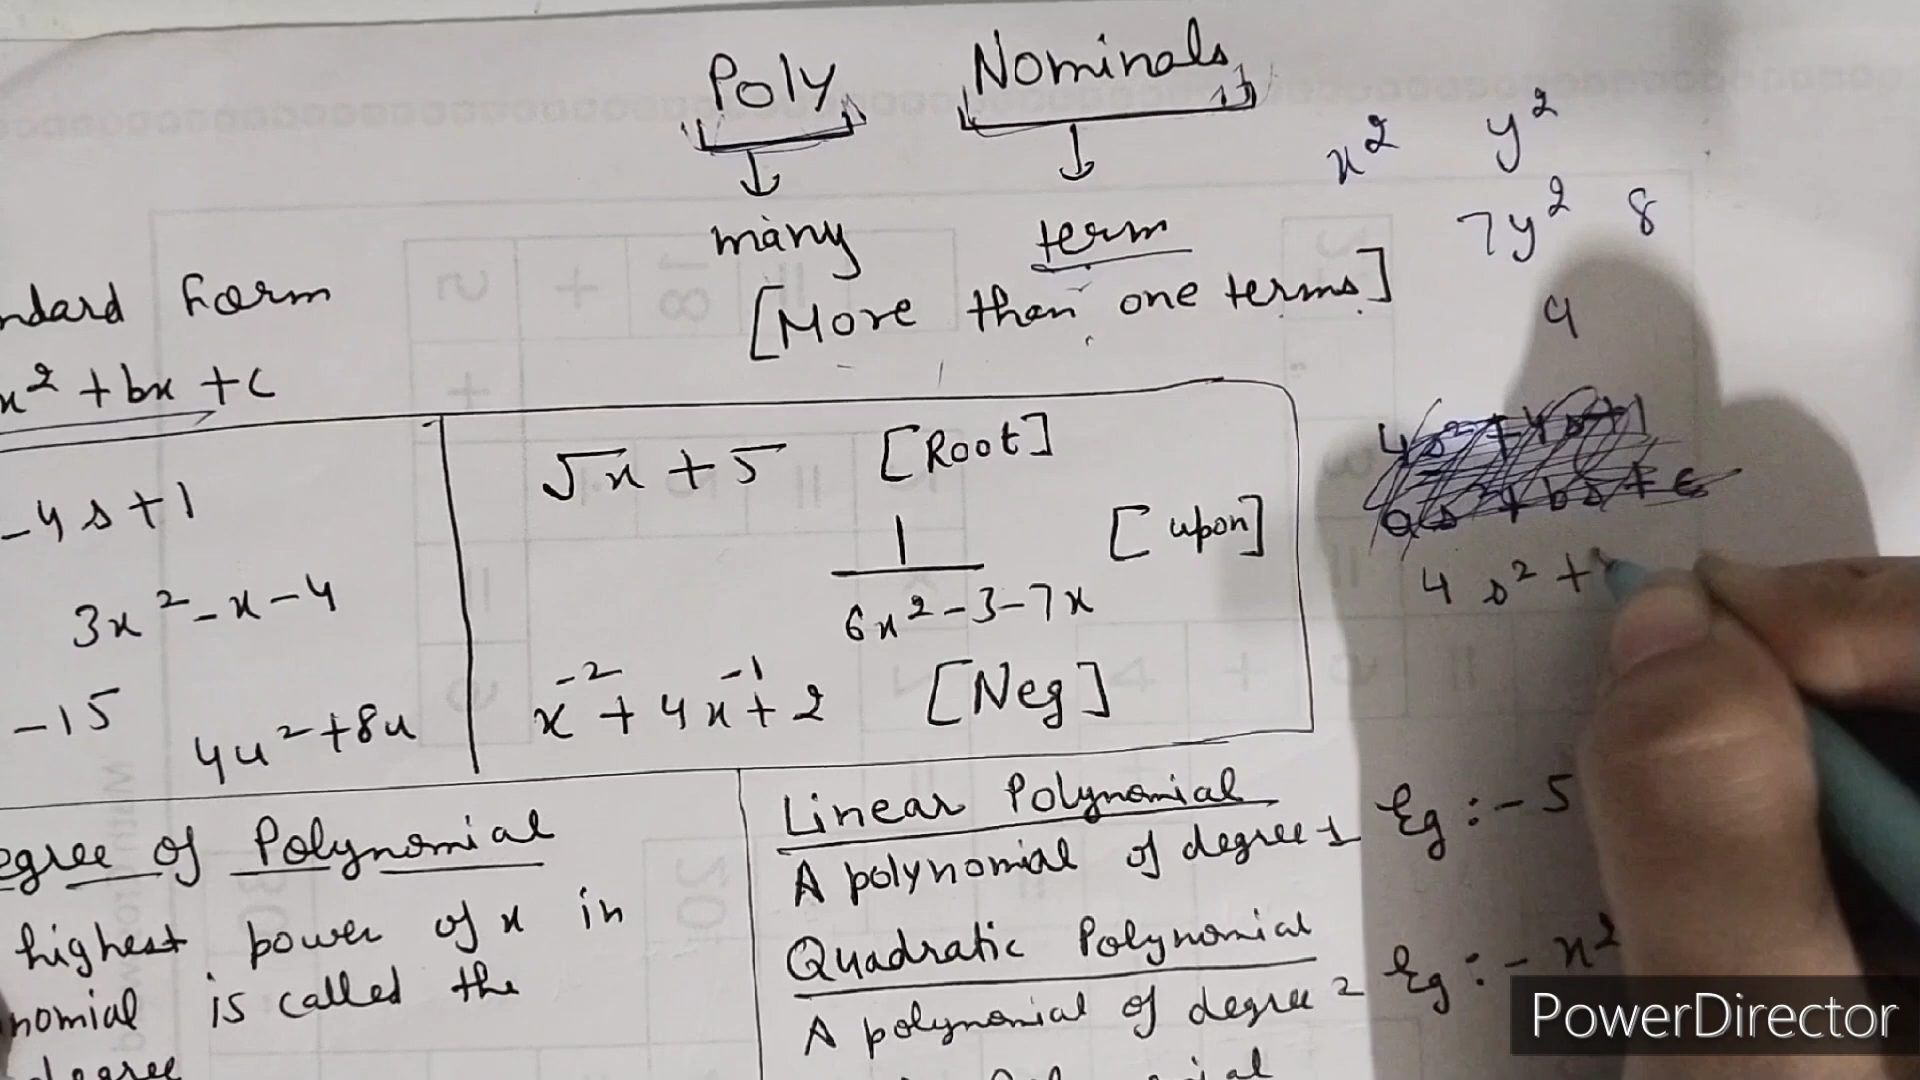 Poly Nominals
many term
[More than one terms]
x² y²
7y² 8
4
ndard Form
x² + bx + c
-4s+1
3x² - x - 4
-15
4u² + 8u
√x + 5 [Root]
1 [upon]
6x² - 3 - 7x
x⁻² + 4x⁻¹ + 2 [Neg]
4s² +
egree of Polynomial
highest power of x in
nomial is called the
degree
Linear Polynomial
A polynomial of degree 1 Eg :- 5
Quadratic Polynomial
A polynomial of degree 2 Eg :- x²
PowerDirector